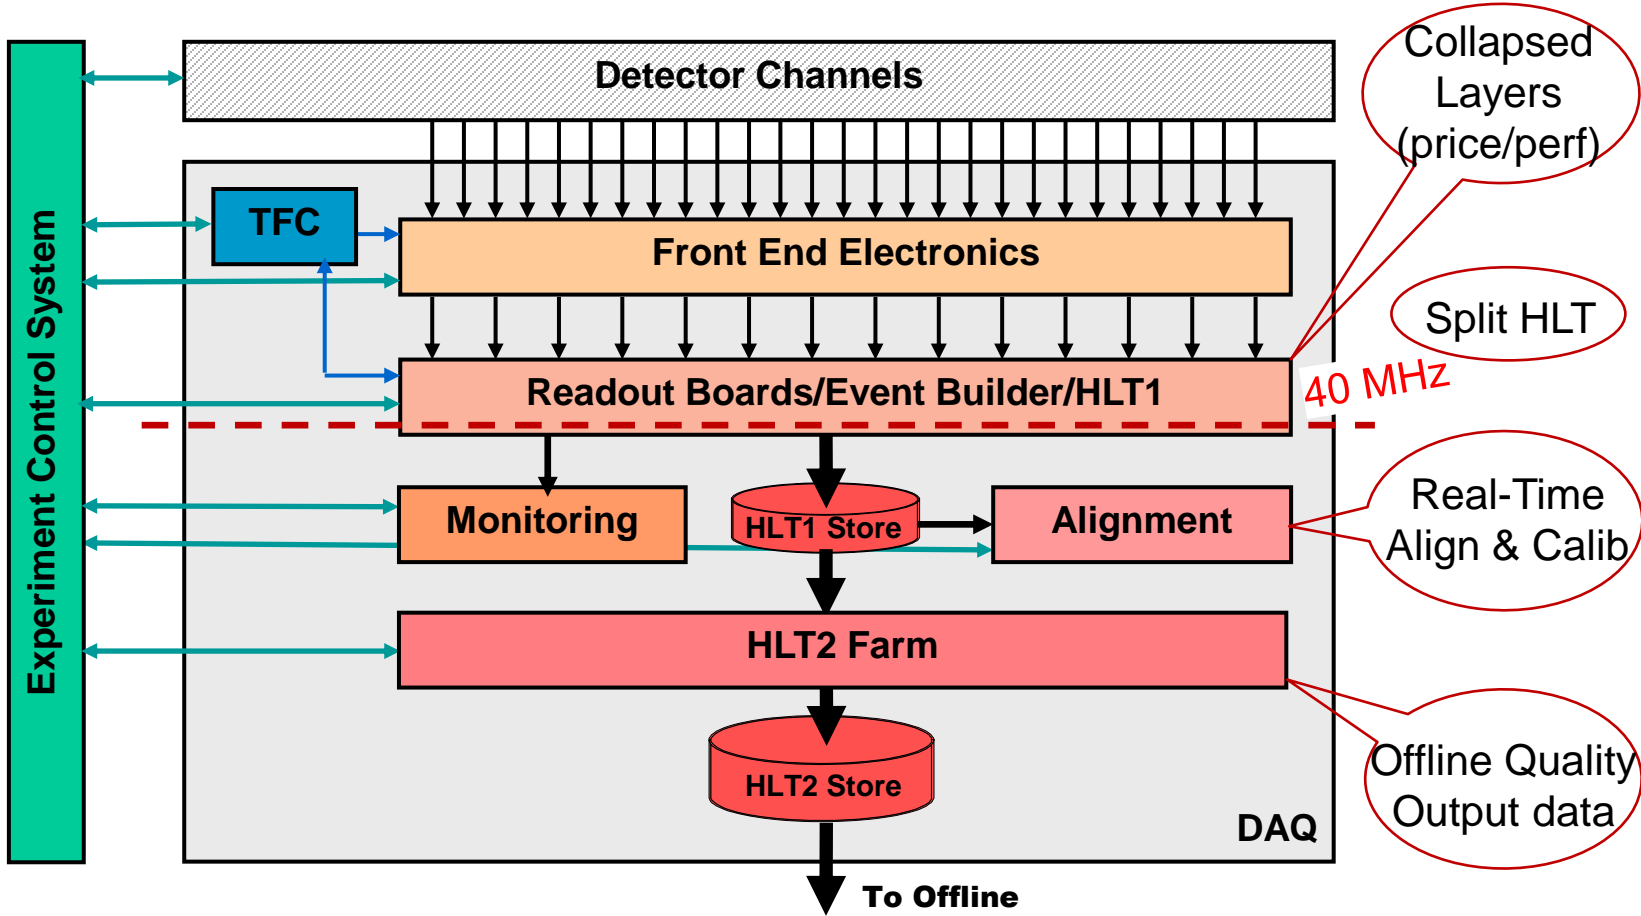 Experiment Control System
Detector Channels
Collapsed
Layers
(price/perf)
TFC
Front End Electronics
Split HLT
Readout Boards/Event Builder/HLT1
40 MHz
Monitoring
HLT1 Store
Alignment
Real-Time
Align & Calib
HLT2 Farm
HLT2 Store
Offline Quality
Output data
DAQ
To Offline